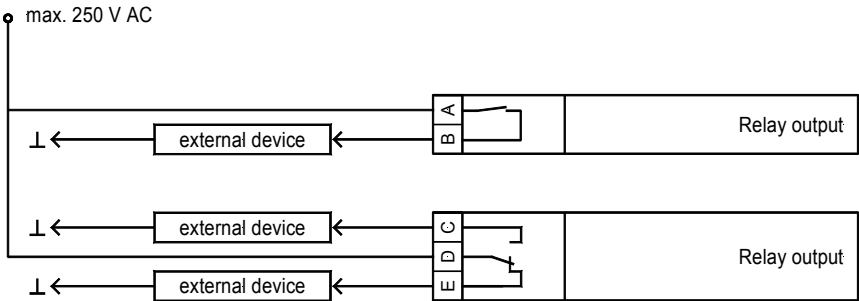 max. 250 V AC
A
Relay output
⊥ external device B
⊥ external device C
D
Relay output
⊥ external device E